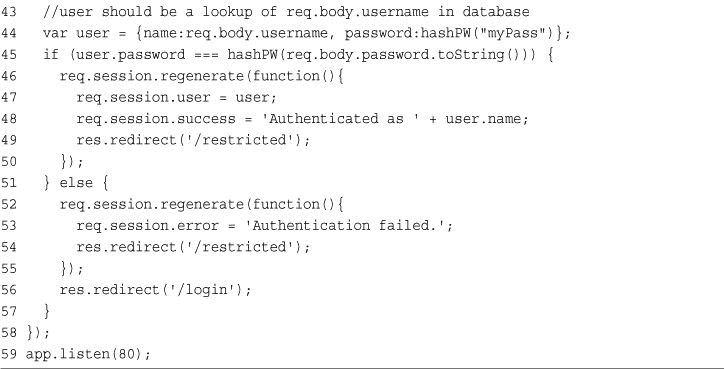 43   //user should be a lookup of req.body.username in database
44   var user = {name:req.body.username, password:hashPW("myPass")};
45   if (user.password === hashPW(req.body.password.toString())) {
46     req.session.regenerate(function(){
47       req.session.user = user;
48       req.session.success = 'Authenticated as ' + user.name;
49       res.redirect('/restricted');
50     });
51   } else {
52     req.session.regenerate(function(){
53       req.session.error = 'Authentication failed.';
54       res.redirect('/restricted');
55     });
56     res.redirect('/login');
57   }
58 });
59 app.listen(80);